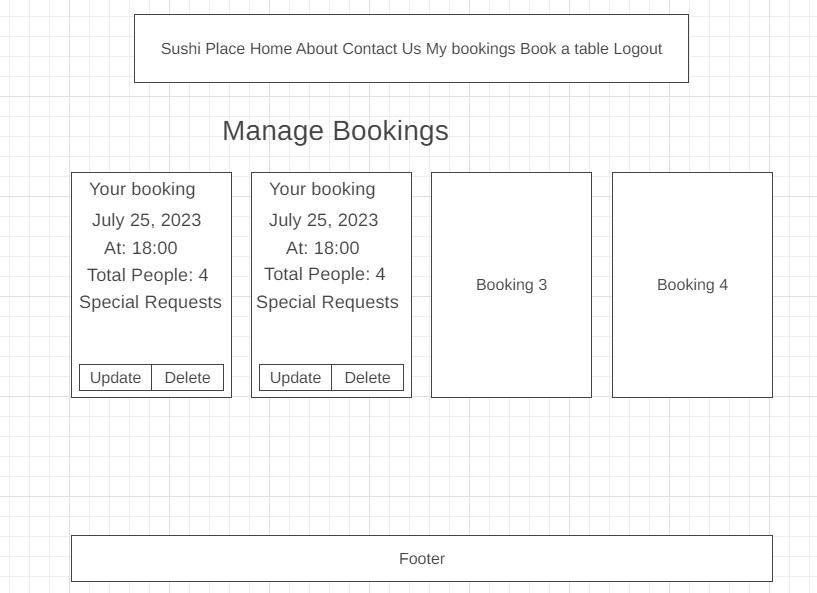 Sushi Place Home About Contact Us My bookings Book a table Logout
Manage Bookings
Your booking
July 25, 2023
At: 18:00
Total People: 4
Special Requests
Update Delete
Your booking
July 25, 2023
At: 18:00
Total People: 4
Special Requests
Update Delete
Booking 3
Booking 4
Footer